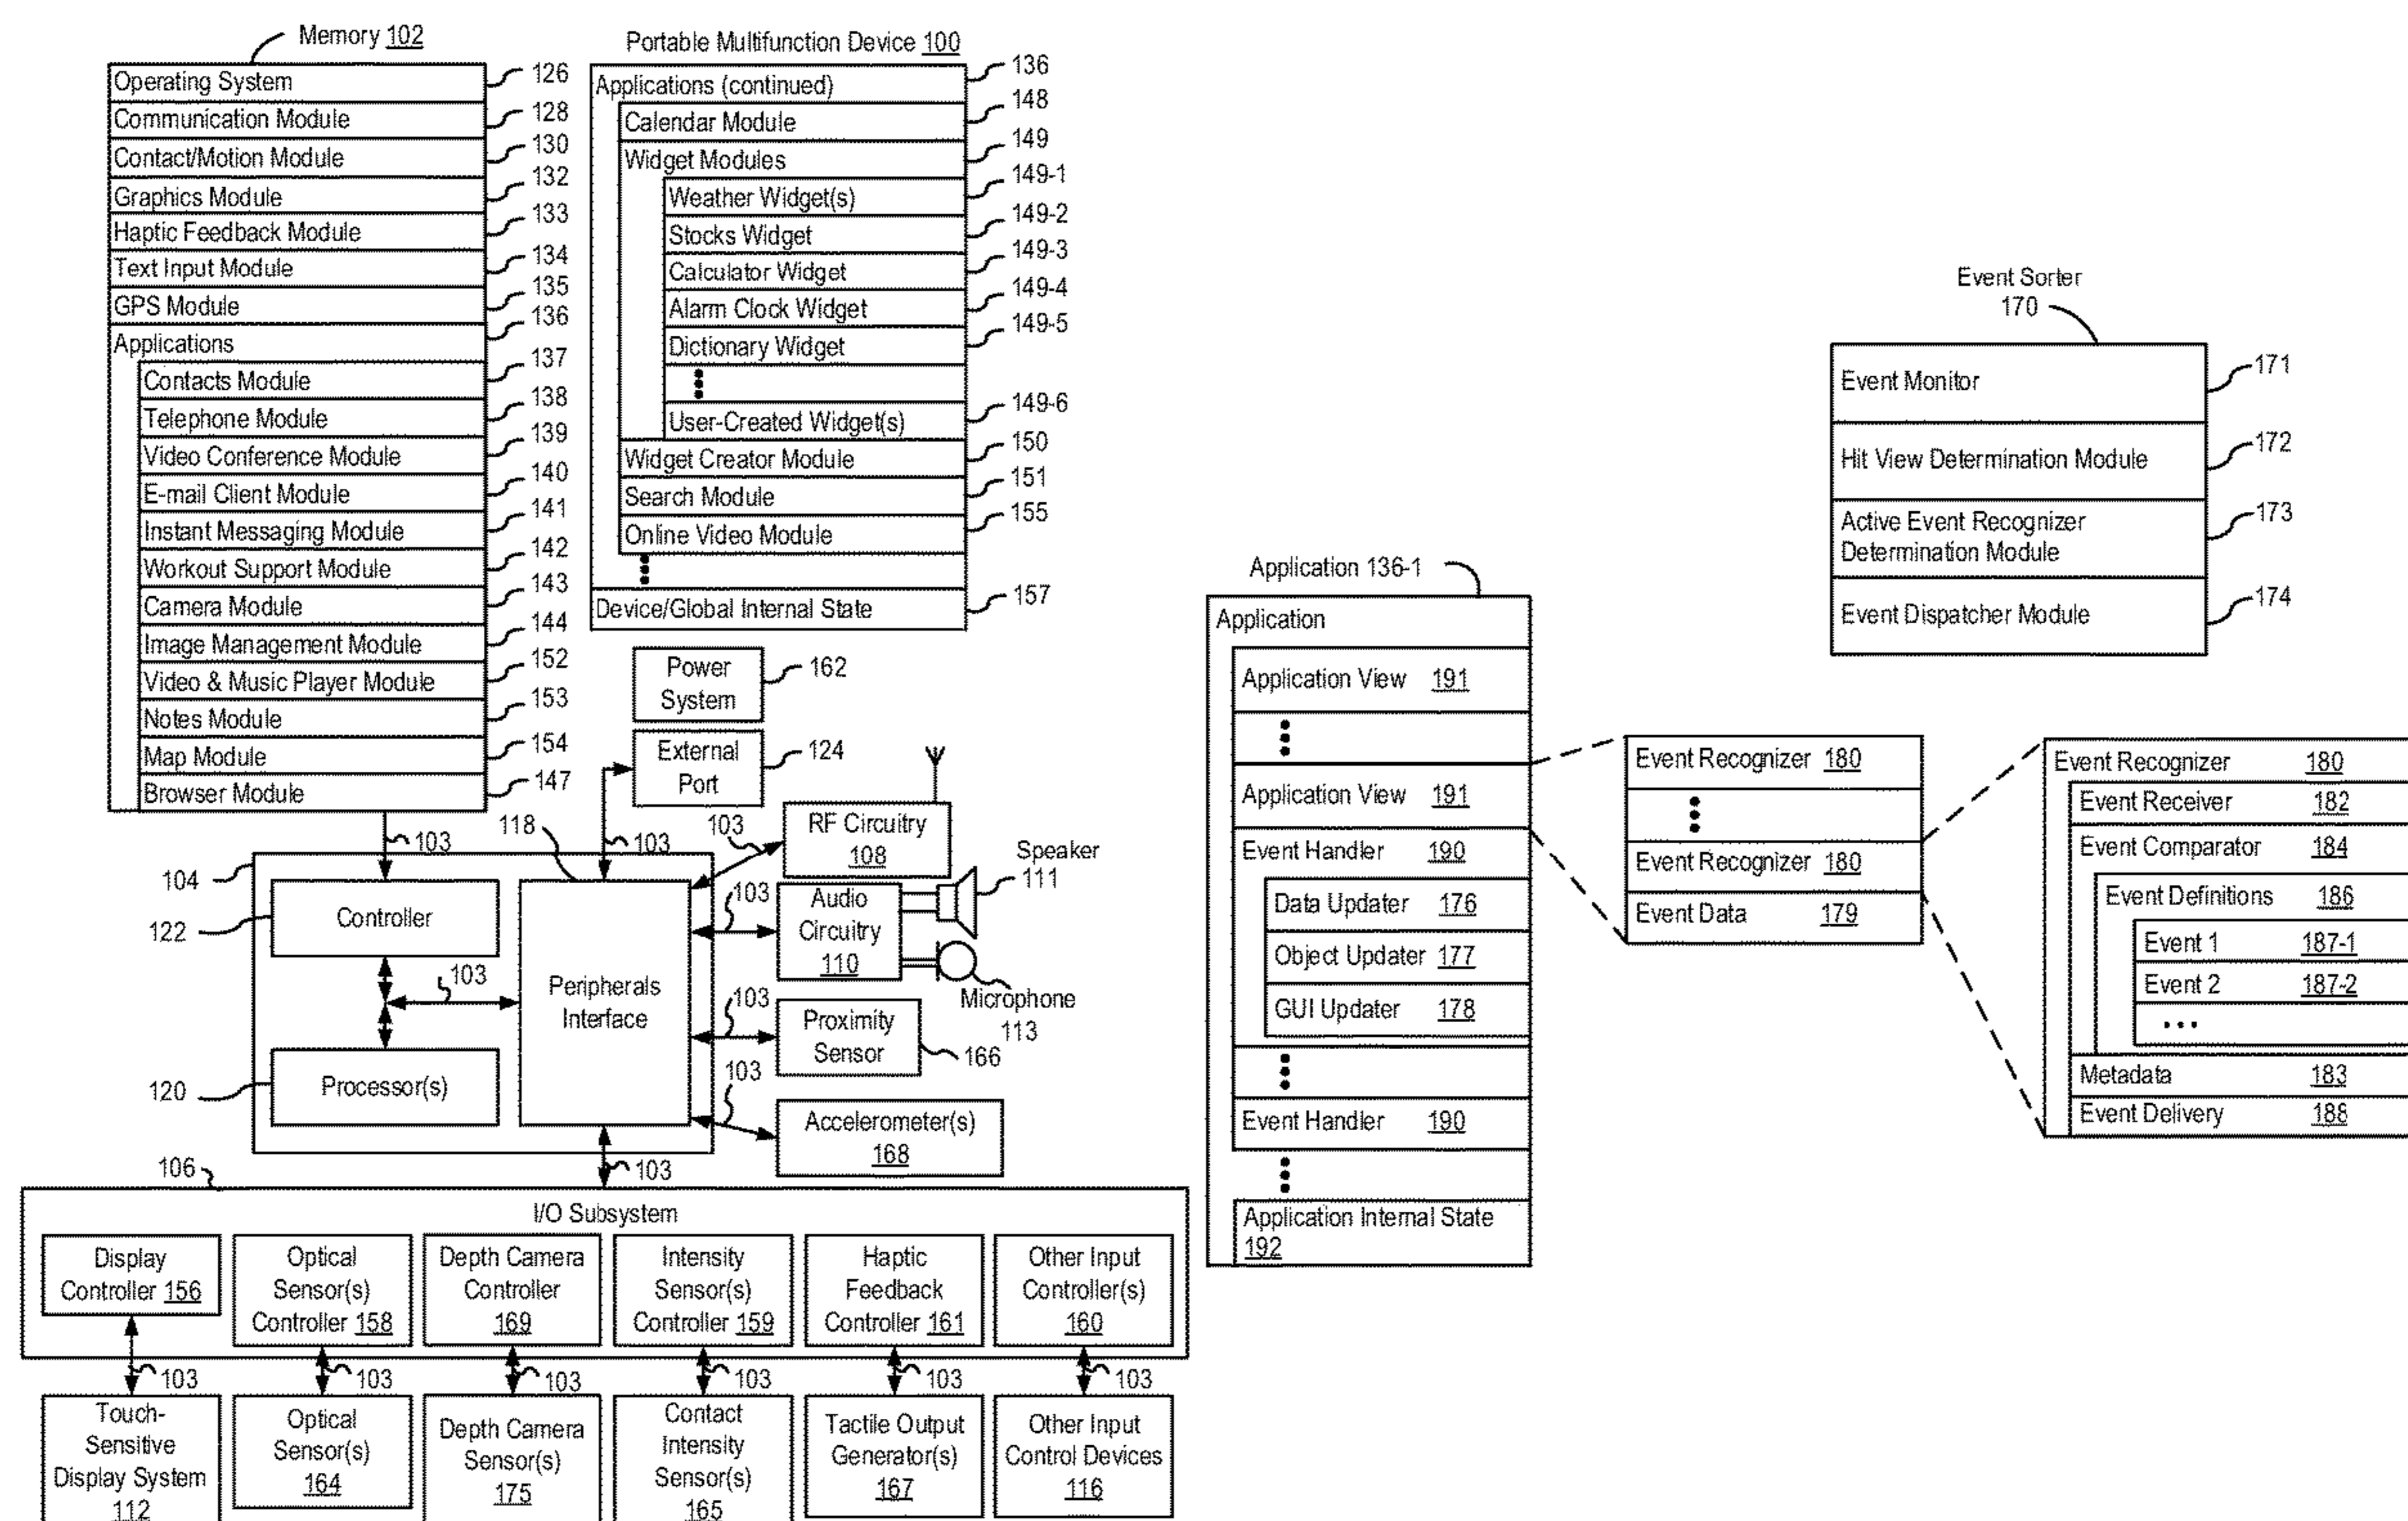 Memory 102
Operating System 126
Communication Module 128
Contact/Motion Module 130
Graphics Module 132
Haptic Feedback Module 133
Text Input Module 134
GPS Module 135
Applications 136
Contacts Module 137
Telephone Module 138
Video Conference Module 139
E-mail Client Module 140
Instant Messaging Module 141
Workout Support Module 142
Camera Module 143
Image Management Module 144
Video & Music Player Module 152
Notes Module 153
Map Module 154
Browser Module 147
Portable Multifunction Device 100
Applications (continued) 136
Calendar Module 148
Widget Modules 149
Weather Widget(s) 149-1
Stocks Widget 149-2
Calculator Widget 149-3
Alarm Clock Widget 149-4
Dictionary Widget 149-5
User-Created Widget(s) 149-6
Widget Creator Module 150
Search Module 151
Online Video Module 155
Device/Global Internal State 157
Power
System
162
External
Port
124
103
118
103
103
RF Circuitry
108
Speaker
111
104
122
Controller
103
Audio
Circuitry
110
Microphone
113
103
Peripherals
Interface
103
Proximity
Sensor
166
120
Processor(s)
103
Accelerometer(s)
168
103
106
I/O Subsystem
Display
Controller 156
Optical
Sensor(s)
Controller 158
Depth Camera
Controller
169
Intensity
Sensor(s)
Controller 159
Haptic
Feedback
Controller 161
Other Input
Controller(s)
160
103
103
103
103
103
103
Touch-
Sensitive
Display System
112
Optical
Sensor(s)
164
Depth Camera
Sensor(s)
175
Contact
Intensity
Sensor(s)
165
Tactile Output
Generator(s)
167
Other Input
Control Devices
116
Application 136-1
Application
Application View 191
Application View 191
Event Handler 190
Data Updater 176
Object Updater 177
GUI Updater 178
Event Handler 190
Application Internal State
192
Event Sorter
170
Event Monitor 171
Hit View Determination Module 172
Active Event Recognizer
Determination Module 173
Event Dispatcher Module 174
Event Recognizer 180
Event Recognizer 180
Event Data 179
Event Recognizer 180
Event Receiver 182
Event Comparator 184
Event Definitions 186
Event 1 187-1
Event 2 187-2
...
Metadata 183
Event Delivery 188